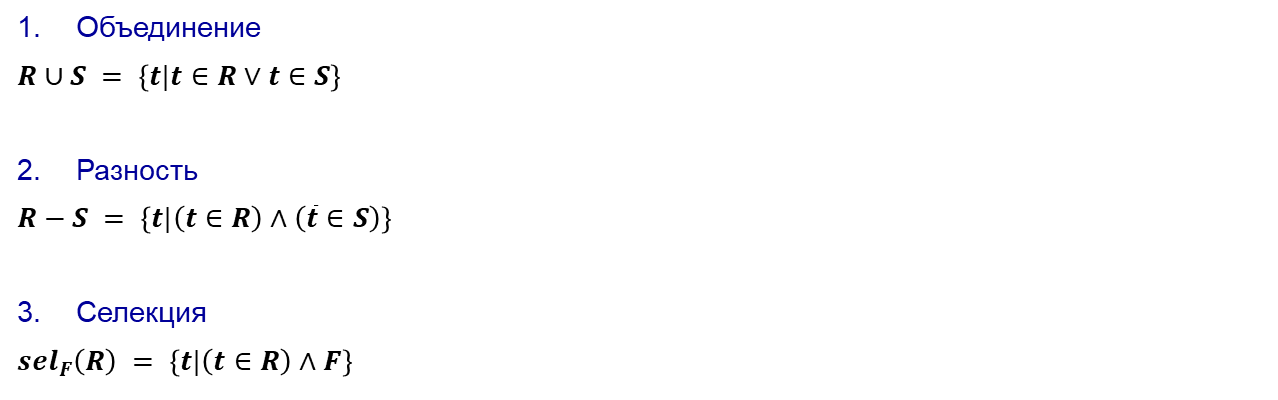 1. Объединение
R ∪ S = {t|t ∈ R ∨ t ∈ S}
2. Разность
R − S = {t|(t ∈ R) ∧ (t̄ ∈ S)}
3. Селекция
sel_F(R) = {t|(t ∈ R) ∧ F}